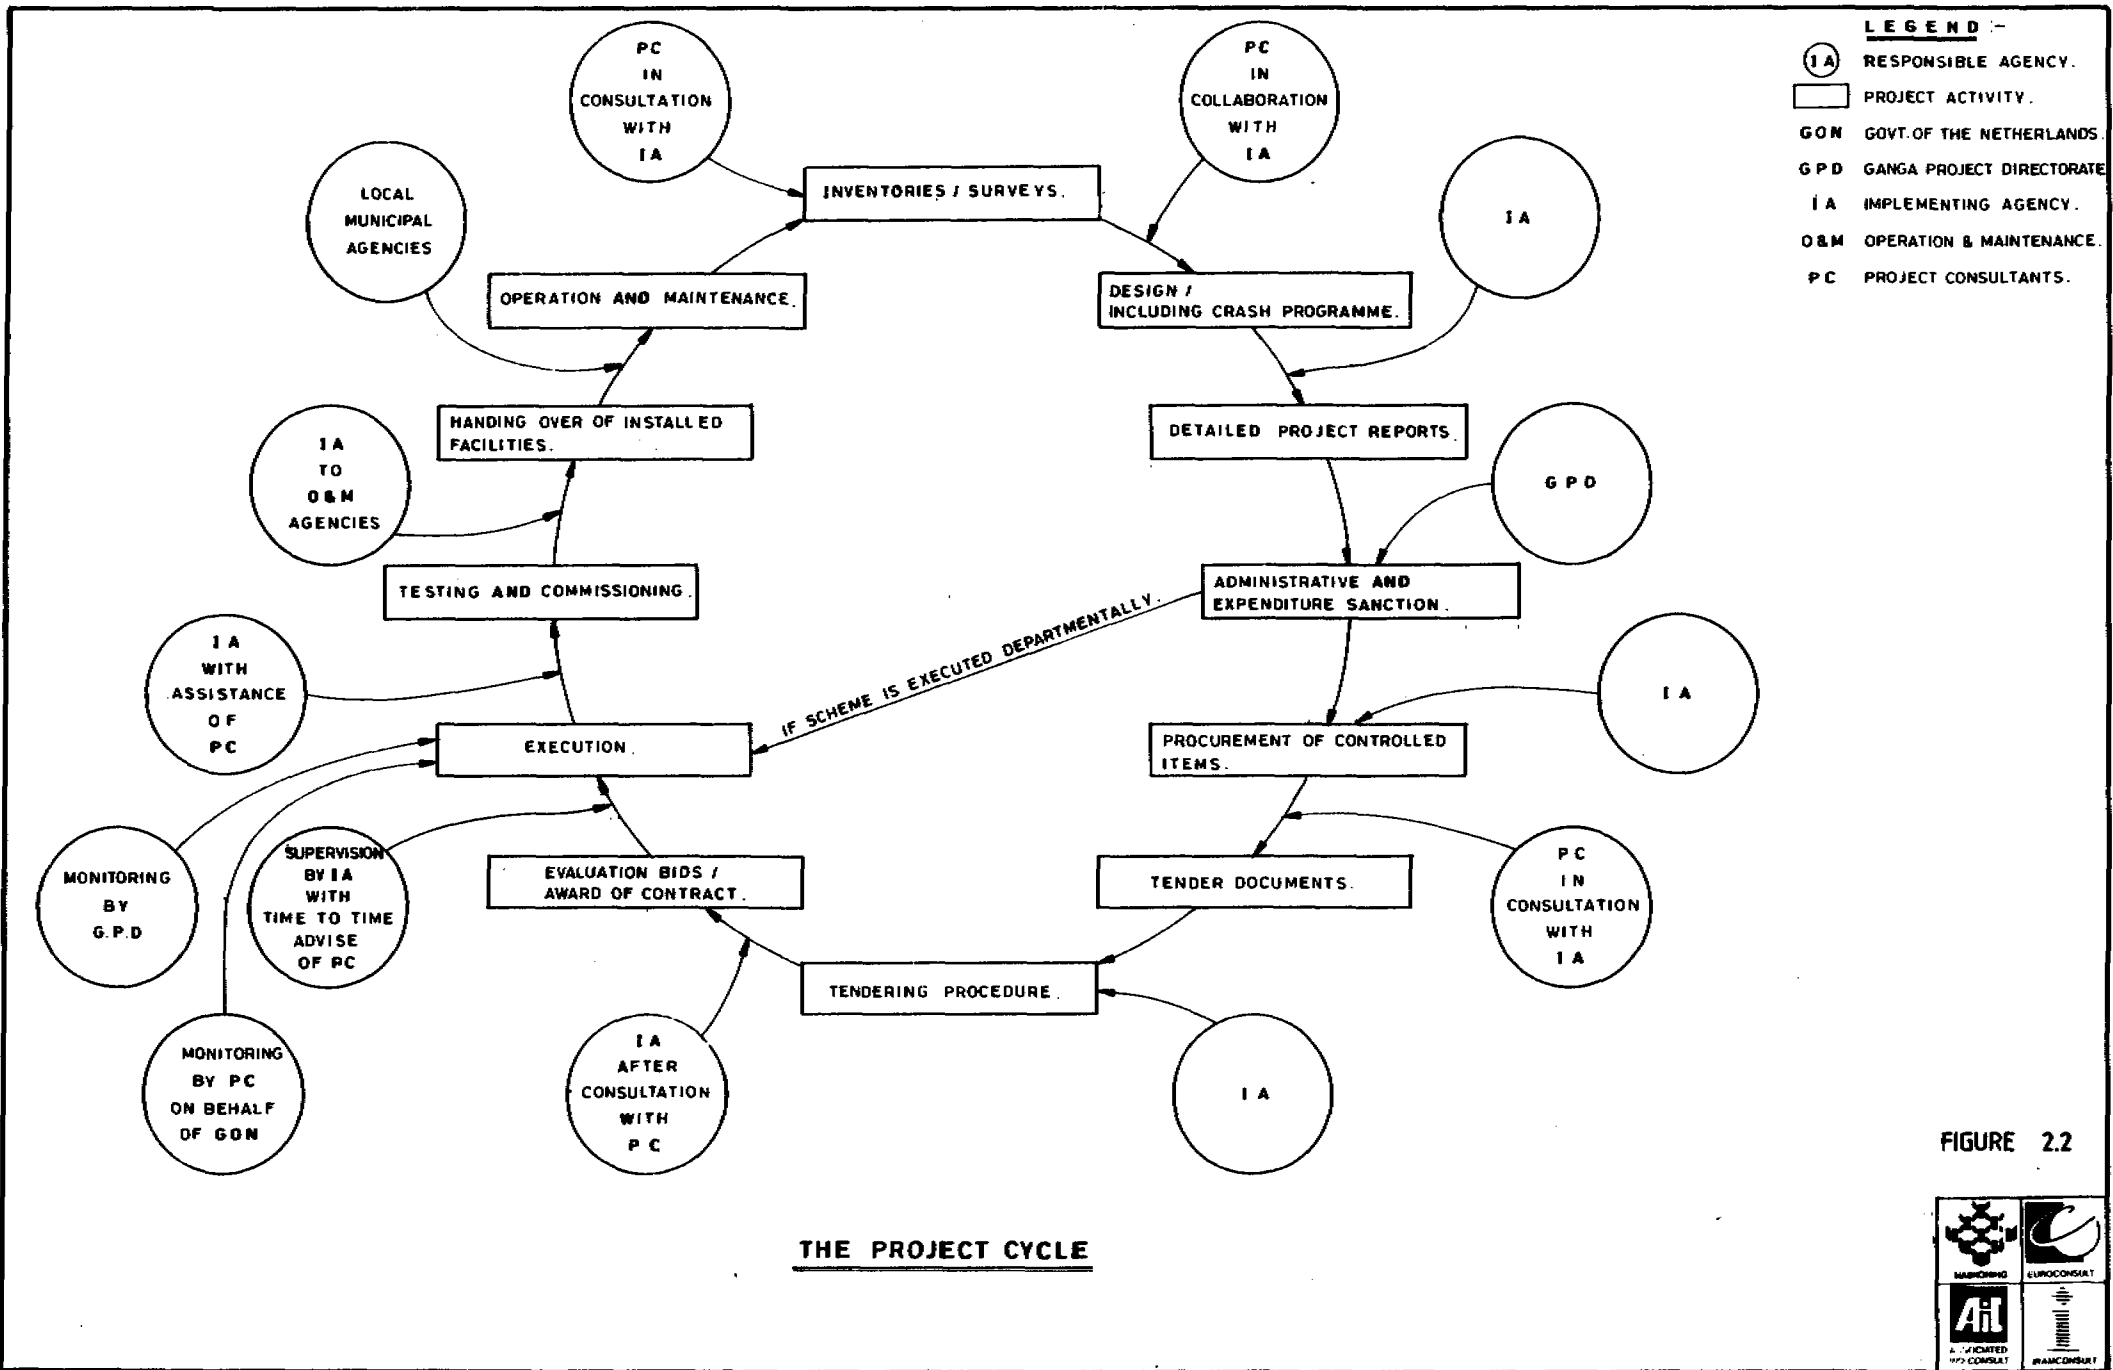 PC
IN
CONSULTATION
WITH
IA
PC
IN
COLLABORATION
WITH
IA
LEGEND :-
IA RESPONSIBLE AGENCY.
PROJECT ACTIVITY.
GON GOVT. OF THE NETHERLANDS.
GPD GANGA PROJECT DIRECTORATE
IA IMPLEMENTING AGENCY.
O&M OPERATION & MAINTENANCE.
PC PROJECT CONSULTANTS.
INVENTORIES / SURVEYS.
LOCAL
MUNICIPAL
AGENCIES
IA
OPERATION AND MAINTENANCE.
DESIGN /
INCLUDING CRASH PROGRAMME.
HANDING OVER OF INSTALLED
FACILITIES.
DETAILED PROJECT REPORTS.
IA
TO
O&M
AGENCIES
GPD
TESTING AND COMMISSIONING.
ADMINISTRATIVE AND
EXPENDITURE SANCTION.
IF SCHEME IS EXECUTED DEPARTMENTALLY.
IA
WITH
ASSISTANCE
OF
PC
IA
EXECUTION.
PROCUREMENT OF CONTROLLED
ITEMS.
MONITORING
BY
G.P.D
SUPERVISION
BY IA
WITH
TIME TO TIME
ADVISE
OF PC
EVALUATION BIDS /
AWARD OF CONTRACT.
TENDER DOCUMENTS.
PC
IN
CONSULTATION
WITH
IA
TENDERING PROCEDURE.
MONITORING
BY PC
ON BEHALF
OF GON
IA
AFTER
CONSULTATION
WITH
PC
IA
FIGURE 2.2
THE PROJECT CYCLE
EUROCONSULT
AIC
CONSULT